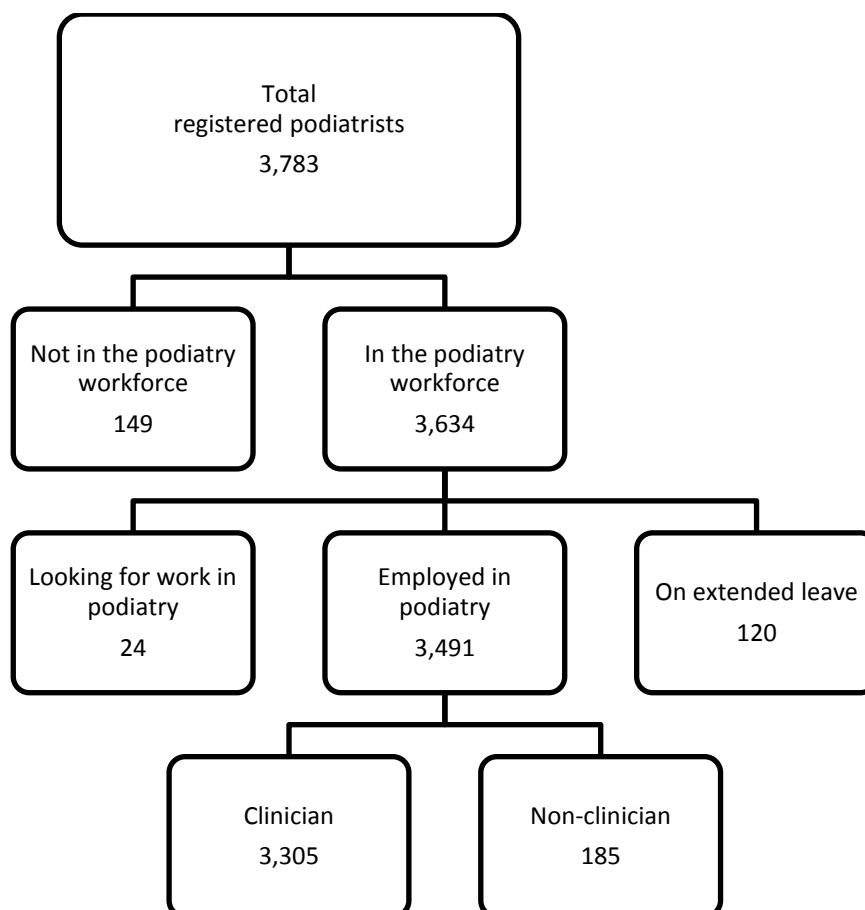 Total
registered podiatrists
3,783
Not in the podiatry
workforce
149
In the podiatry
workforce
3,634
Looking for work in
podiatry
24
Employed in
podiatry
3,491
On extended leave
120
Clinician
3,305
Non-clinician
185